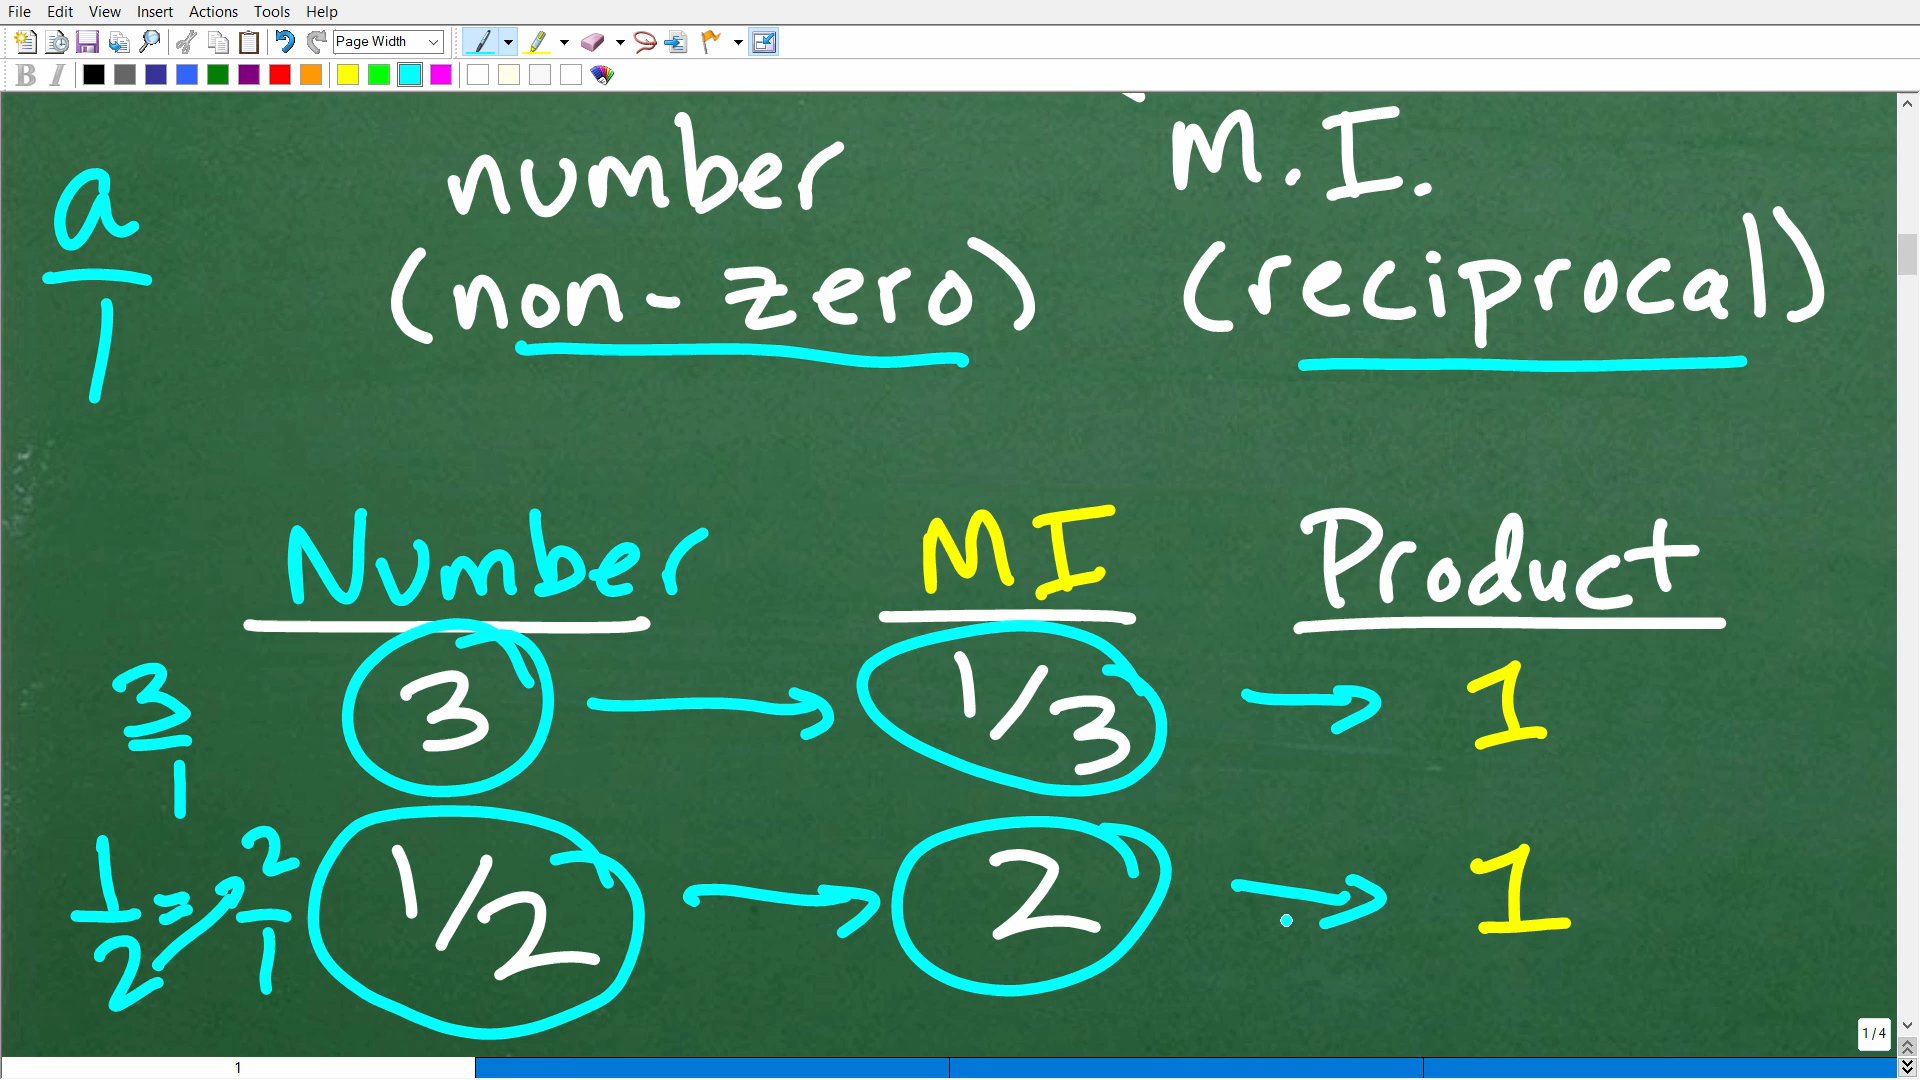 File Edit View Insert Actions Tools Help
Page Width
B I
a/1
number M.I.
(non-zero) (reciprocal)
Number MI Product
3/1 3 → 1/3 → 1
1/2 = 2/1 1/2 → 2 → 1
1 / 4
1